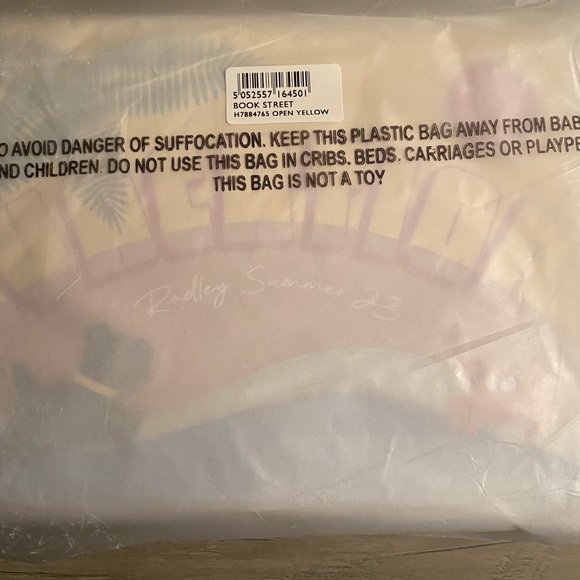 5 052557 164501
BOOK STREET
H7884765 OPEN YELLOW
O AVOID DANGER OF SUFFOCATION. KEEP THIS PLASTIC BAG AWAY FROM BAB
ND CHILDREN. DO NOT USE THIS BAG IN CRIBS. BEDS. CARRIAGES OR PLAYPE
THIS BAG IS NOT A TOY
Radley Summer 23